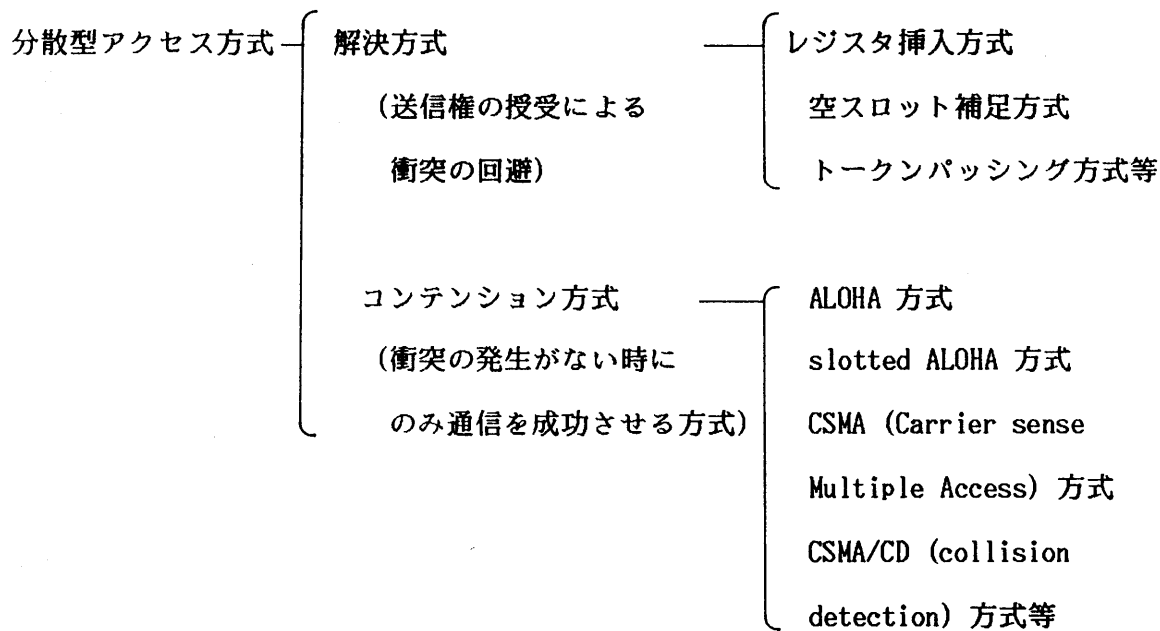 分散型アクセス方式
解決方式
(送信権の授受による
衝突の回避)
レジスタ挿入方式
空スロット補足方式
トークンパッシング方式等
コンテンション方式
(衝突の発生がない時に
のみ通信を成功させる方式)
ALOHA 方式
slotted ALOHA 方式
CSMA (Carrier sense
Multiple Access) 方式
CSMA/CD (collision
detection) 方式等